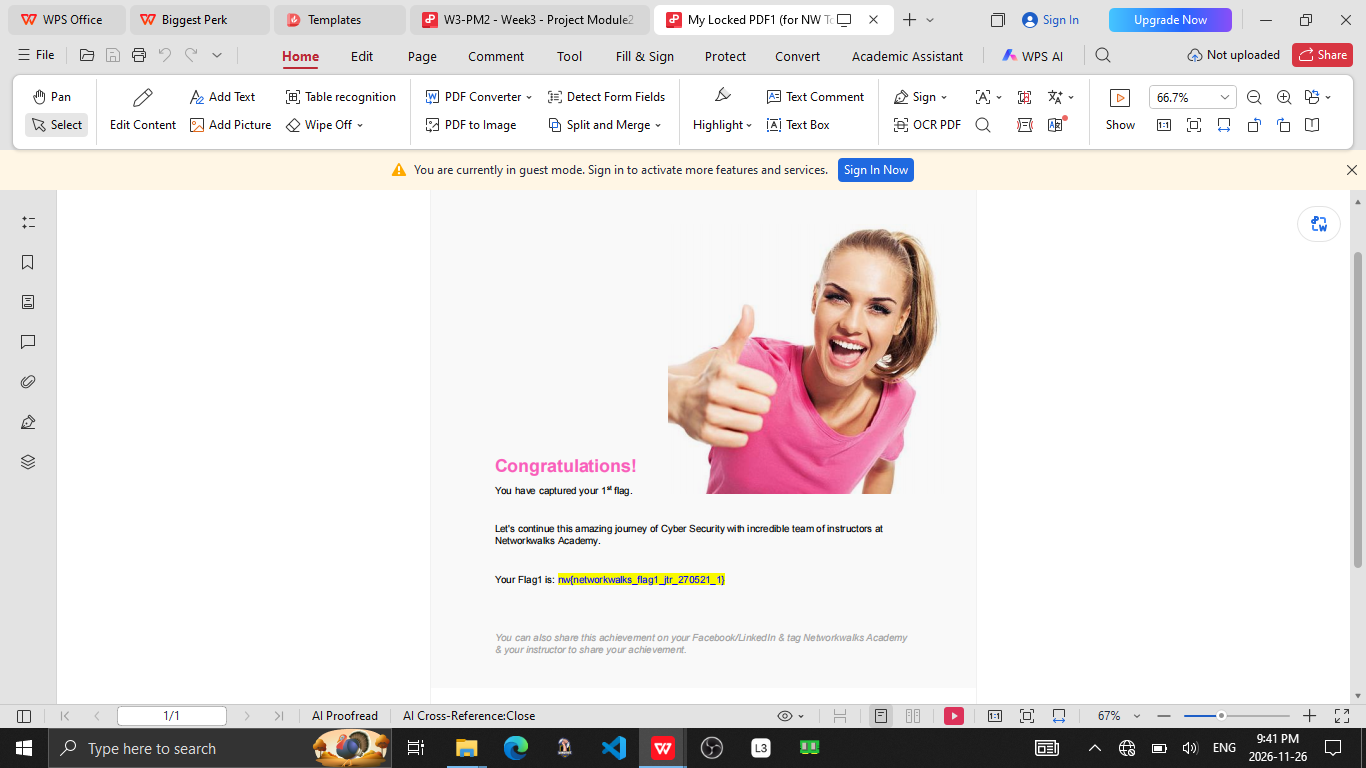 WPS Office
Biggest Perk
Templates
W3-PM2 - Week3 - Project Module2
My Locked PDF1 (for NW To
Sign In
Upgrade Now
File
Home
Edit
Page
Comment
Tool
Fill & Sign
Protect
Convert
Academic Assistant
WPS AI
Not uploaded
Share
Pan
Select
Edit Content
Add Text
Add Picture
Table recognition
Wipe Off
PDF Converter
PDF to Image
Detect Form Fields
Split and Merge
Highlight
Text Comment
Text Box
Sign
OCR PDF
Show
66.7%
You are currently in guest mode. Sign in to activate more features and services.
Sign In Now
Congratulations!
You have captured your 1st flag.
Let's continue this amazing journey of Cyber Security with incredible team of instructors at
Networkwalks Academy.
Your Flag1 is: nw{networkwalks_flag1_jtr_270521_1}
You can also share this achievement on your Facebook/LinkedIn & tag Networkwalks Academy
& your instructor to share your achievement.
1/1
AI Proofread
AI Cross-Reference:Close
67%
Type here to search
L3
ENG
9:41 PM
2026-11-26